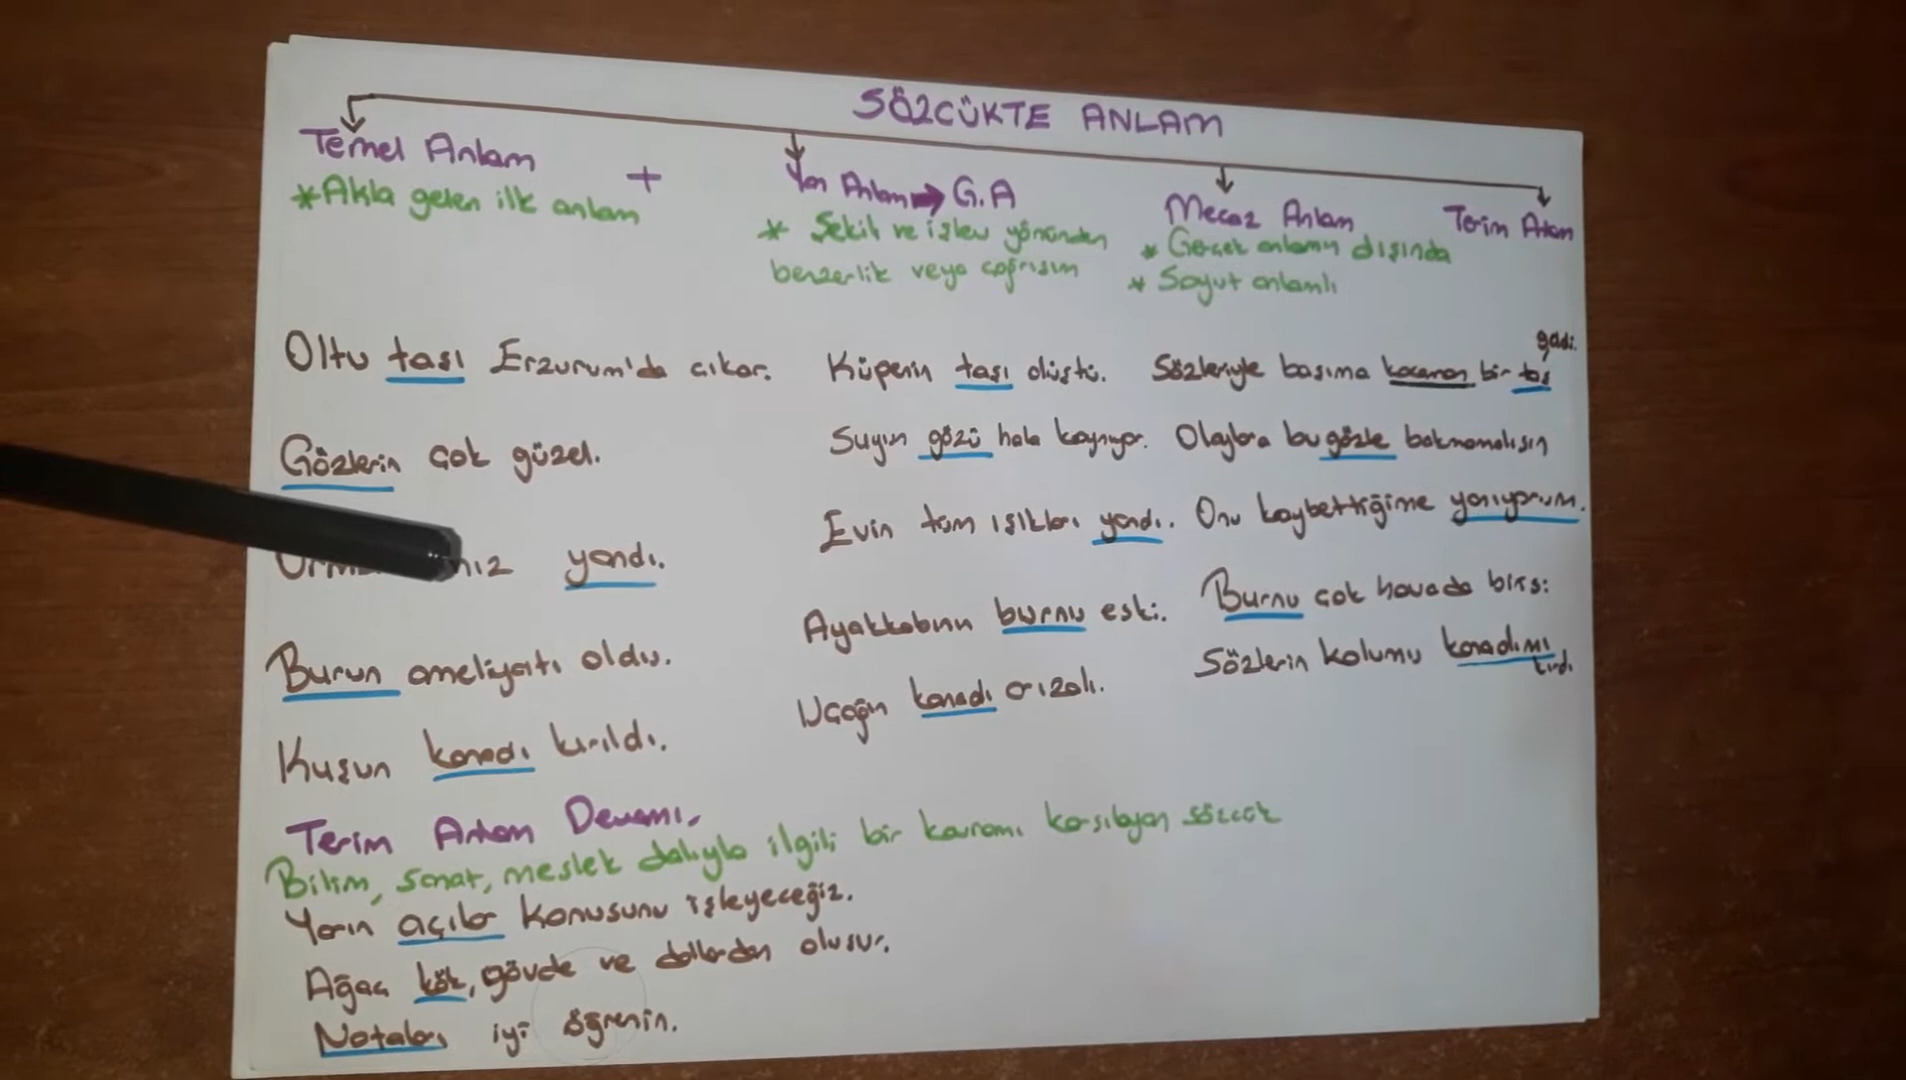 SÖZCÜKTE ANLAM
Temel Anlam
+
Yan Anlam → G.A
Mecaz Anlam
Terim Anlam
* Akla gelen ilk anlam
* Şekil ve işlev yönünden
benzerlik veya çağrışım
* Gerçek anlamın dışında
* Soyut anlamlı
Oltu taşı Erzurum'da çıkar.
Gözlerin çok güzel.
yandı.
Burun ameliyatı oldu.
Kuşun kanadı kırıldı.
Küpenin taşı düştü.
Suyun gözü hala kaynıyor.
Evin tüm ışıkları yandı.
Ayakkabının burnu eski.
Uçağın kanadı arızalı.
Sözleriyle başıma kocaman bir taş
Olaylara bu gözle bakmamalısın
Onu kaybettiğime yanıyorum.
Burnu çok havada birs:
Sözlerin kolumu kanadımı
kırdı
Terim Anlam Devamı,
Bilim, sanat, meslek dalıyla ilgili bir kavramı karşılayan sözcük
Yarın açılar konusunu işleyeceğiz.
Ağaç kök, gövde ve dallardan oluşur.
Notaları iyi öğrenin.